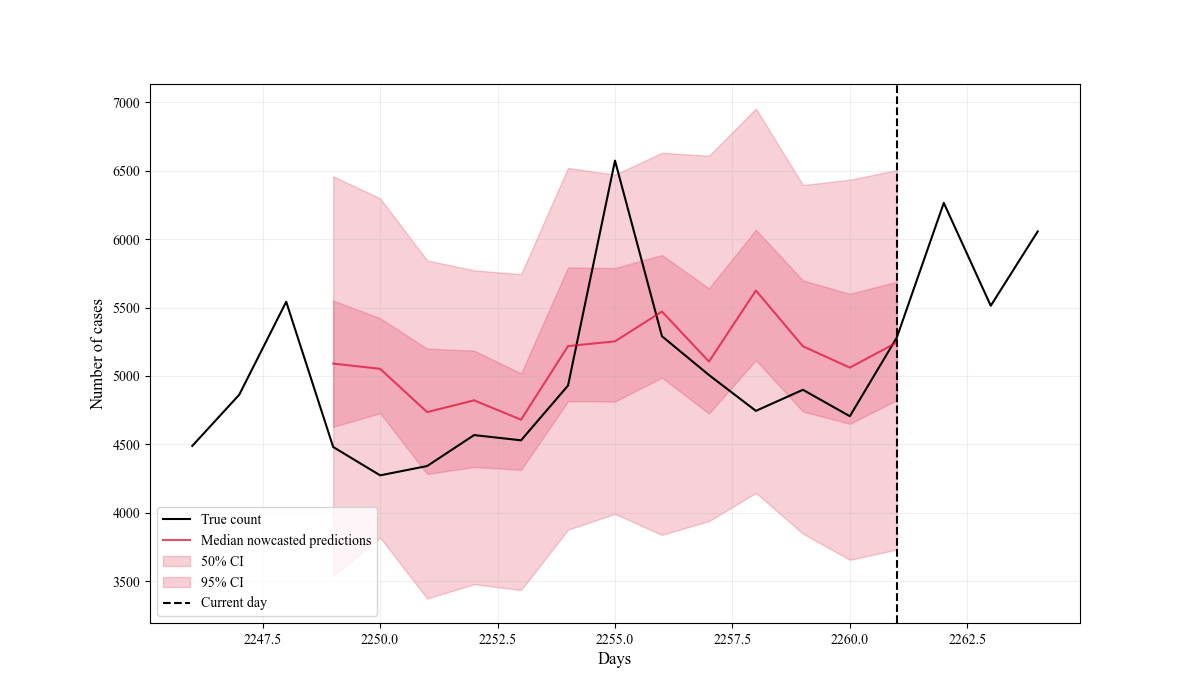 7000
6500
6000
5500
5000
4500
4000
3500
Number of cases
True count
Median nowcasted predictions
50% CI
95% CI
Current day
2247.5 2250.0 2252.5 2255.0 2257.5 2260.0 2262.5
Days